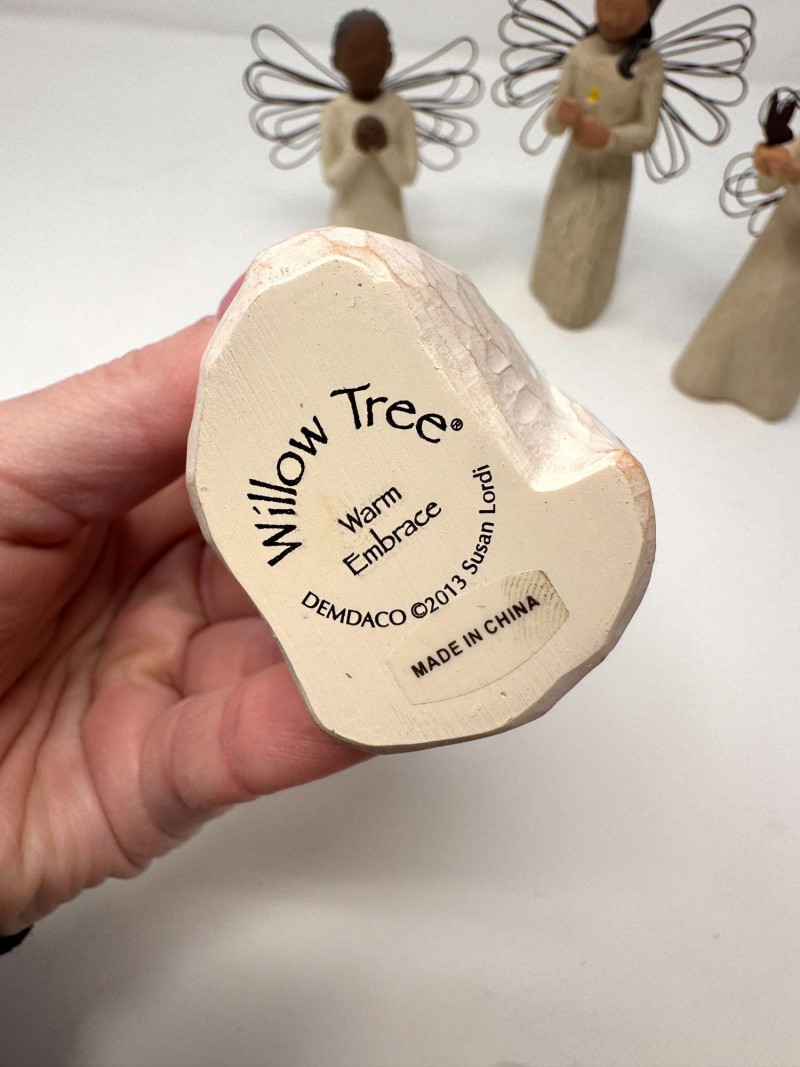 Willow Tree®
Warm
Embrace
DEMDACO ©2013 Susan Lordi
MADE IN CHINA